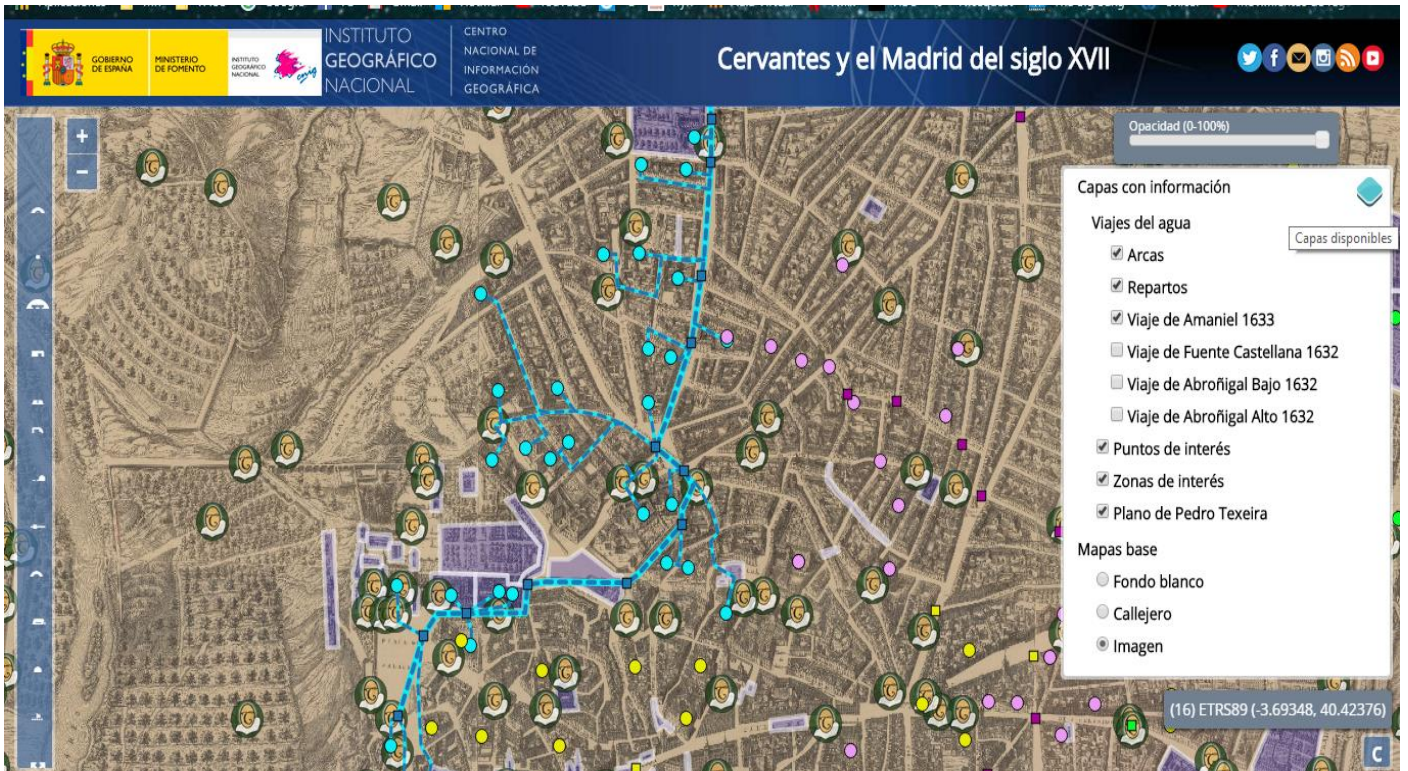 GOBIERNO
DE ESPAÑA
MINISTERIO
DE FOMENTO
INSTITUTO
GEOGRÁFICO
NACIONAL
cnig
INSTITUTO
GEOGRÁFICO
NACIONAL
CENTRO
NACIONAL DE
INFORMACIÓN
GEOGRÁFICA
Cervantes y el Madrid del siglo XVII
+
−
Opacidad (0-100%)
Capas con información
Viajes del agua
Capas disponibles
Arcas
Repartos
Viaje de Amaniel 1633
Viaje de Fuente Castellana 1632
Viaje de Abroñigal Bajo 1632
Viaje de Abroñigal Alto 1632
Puntos de interés
Zonas de interés
Plano de Pedro Texeira
Mapas base
Fondo blanco
Callejero
Imagen
(16) ETRS89 (-3.69348, 40.42376)
C